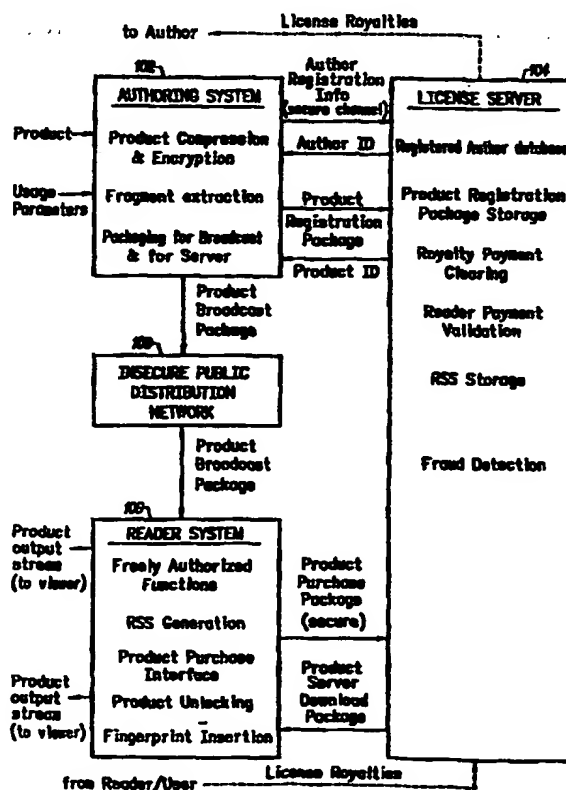 License Royalties
to Author
102
AUTHORING SYSTEM
Product Compression
& Encryption
Fragment extraction
Packaging for Broadcast
& for Server
Product
Usage
Parameters
Author
Registration
Info
(secure channel)
Author ID
Product
Registration
Package
Product ID
104
LICENSE SERVER
Registered Author database
Product Registration
Package Storage
Royalty Payment
Clearing
Reader Payment
Validation
RSS Storage
Fraud Detection
Product
Broadcast
Package
INSECURE PUBLIC
DISTRIBUTION
NETWORK
Product
Broadcast
Package
READER SYSTEM
Freely Authorized
Functions
RSS Generation
Product Purchase
Interface
Product Unlocking
Fingerprint Insertion
Product
output
stream
(to viewer)
Product
output
stream
(to viewer)
Product
Purchase
Package
(secure)
Product
Server
Download
Package
License Royalties
from Reader/User